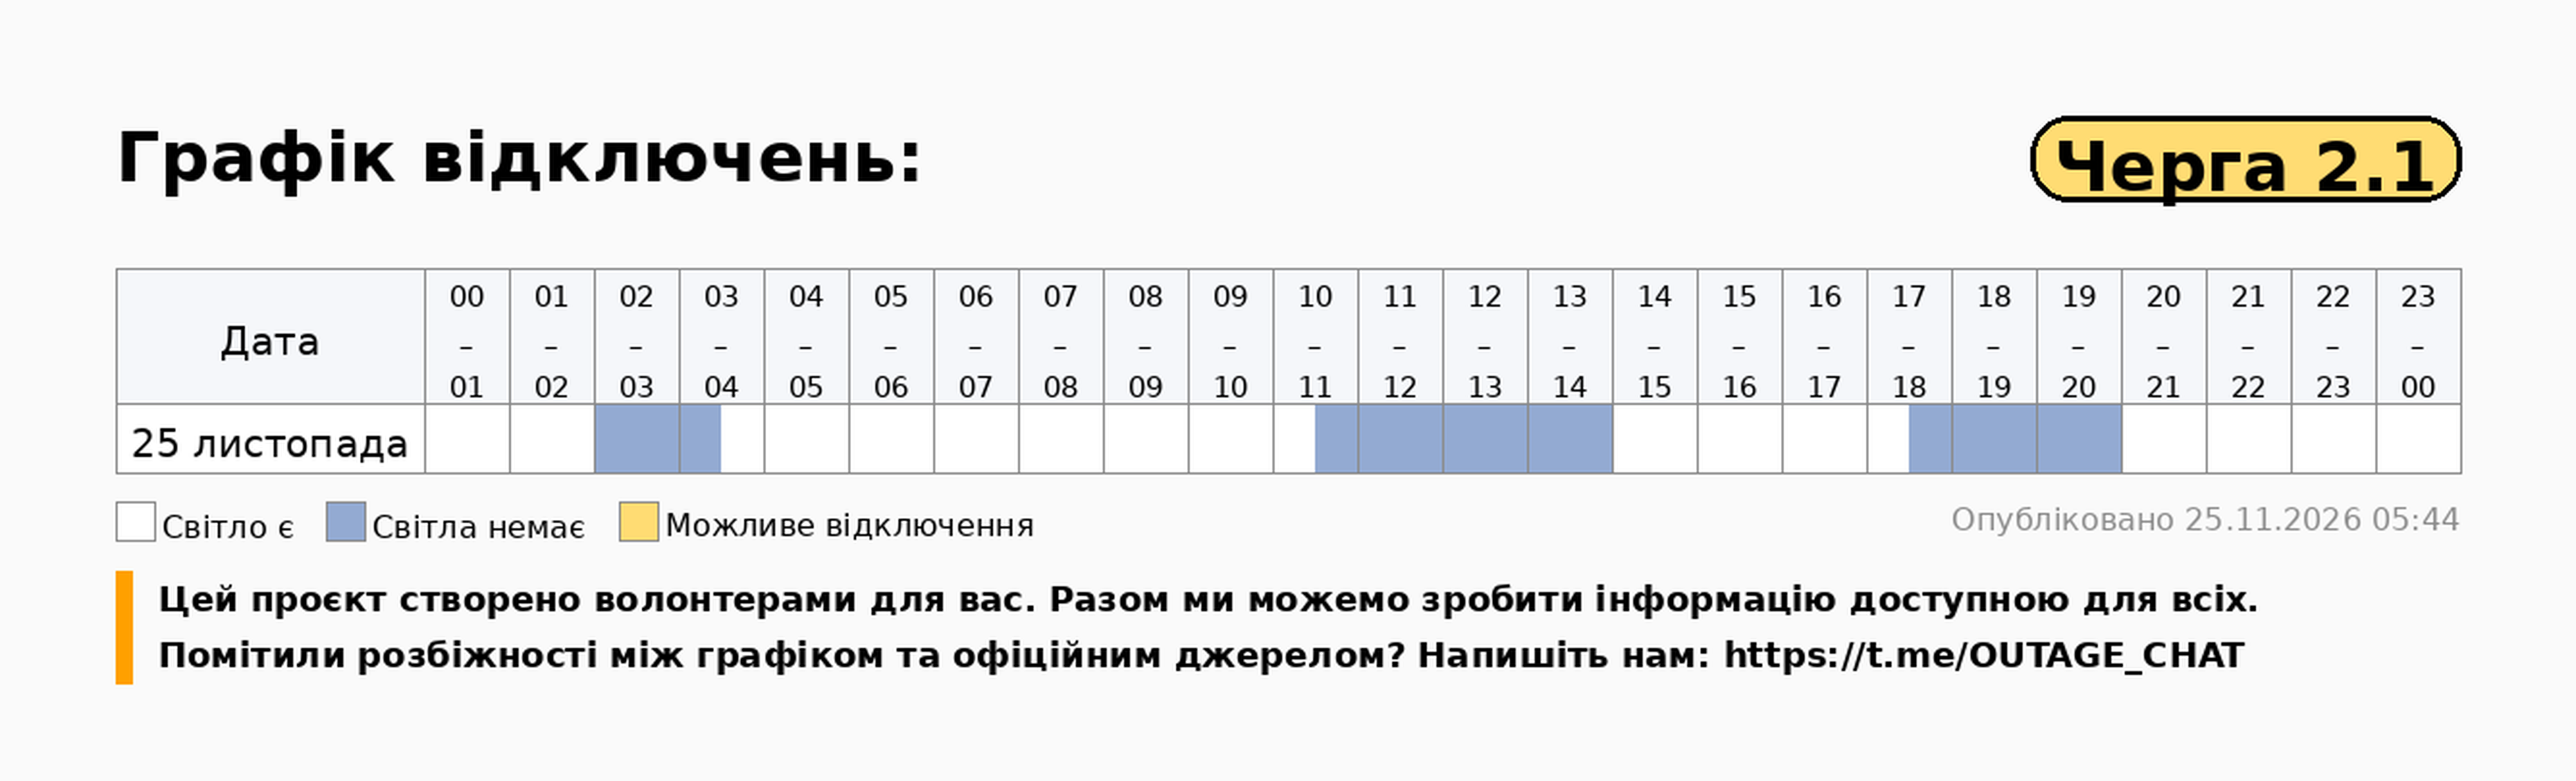 Графік відключень:
Черга 2.1
Дата
00 01 02 03 04 05 06 07 08 09 10 11 12 13 14 15 16 17 18 19 20 21 22 23
– – – – – – – – – – – – – – – – – – – – – – – –
01 02 03 04 05 06 07 08 09 10 11 12 13 14 15 16 17 18 19 20 21 22 23 00
25 листопада
Світло є Світла немає Можливе відключення
Опубліковано 25.11.2026 05:44
Цей проєкт створено волонтерами для вас. Разом ми можемо зробити інформацію доступною для всіх.
Помітили розбіжності між графіком та офіційним джерелом? Напишіть нам: https://t.me/OUTAGE_CHAT